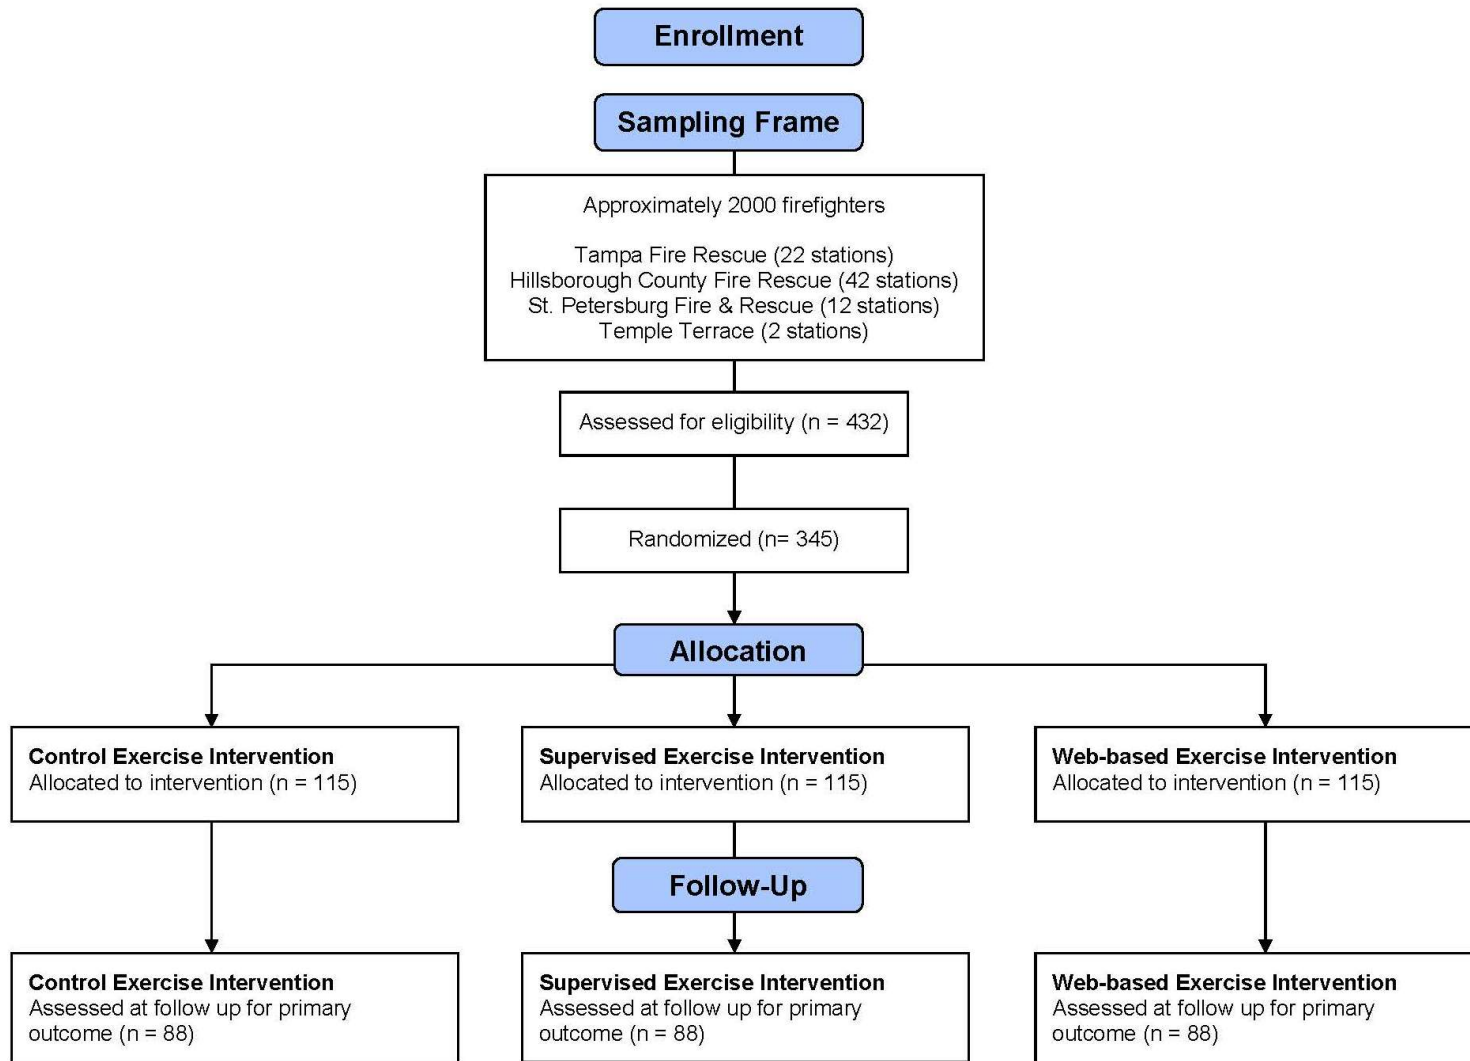 Enrollment
Sampling Frame
Approximately 2000 firefighters
Tampa Fire Rescue (22 stations)
Hillsborough County Fire Rescue (42 stations)
St. Petersburg Fire & Rescue (12 stations)
Temple Terrace (2 stations)
Assessed for eligibility (n = 432)
Randomized (n= 345)
Allocation
Control Exercise Intervention
Allocated to intervention (n = 115)
Supervised Exercise Intervention
Allocated to intervention (n = 115)
Web-based Exercise Intervention
Allocated to intervention (n = 115)
Follow-Up
Control Exercise Intervention
Assessed at follow up for primary
outcome (n = 88)
Supervised Exercise Intervention
Assessed at follow up for primary
outcome (n = 88)
Web-based Exercise Intervention
Assessed at follow up for primary
outcome (n = 88)